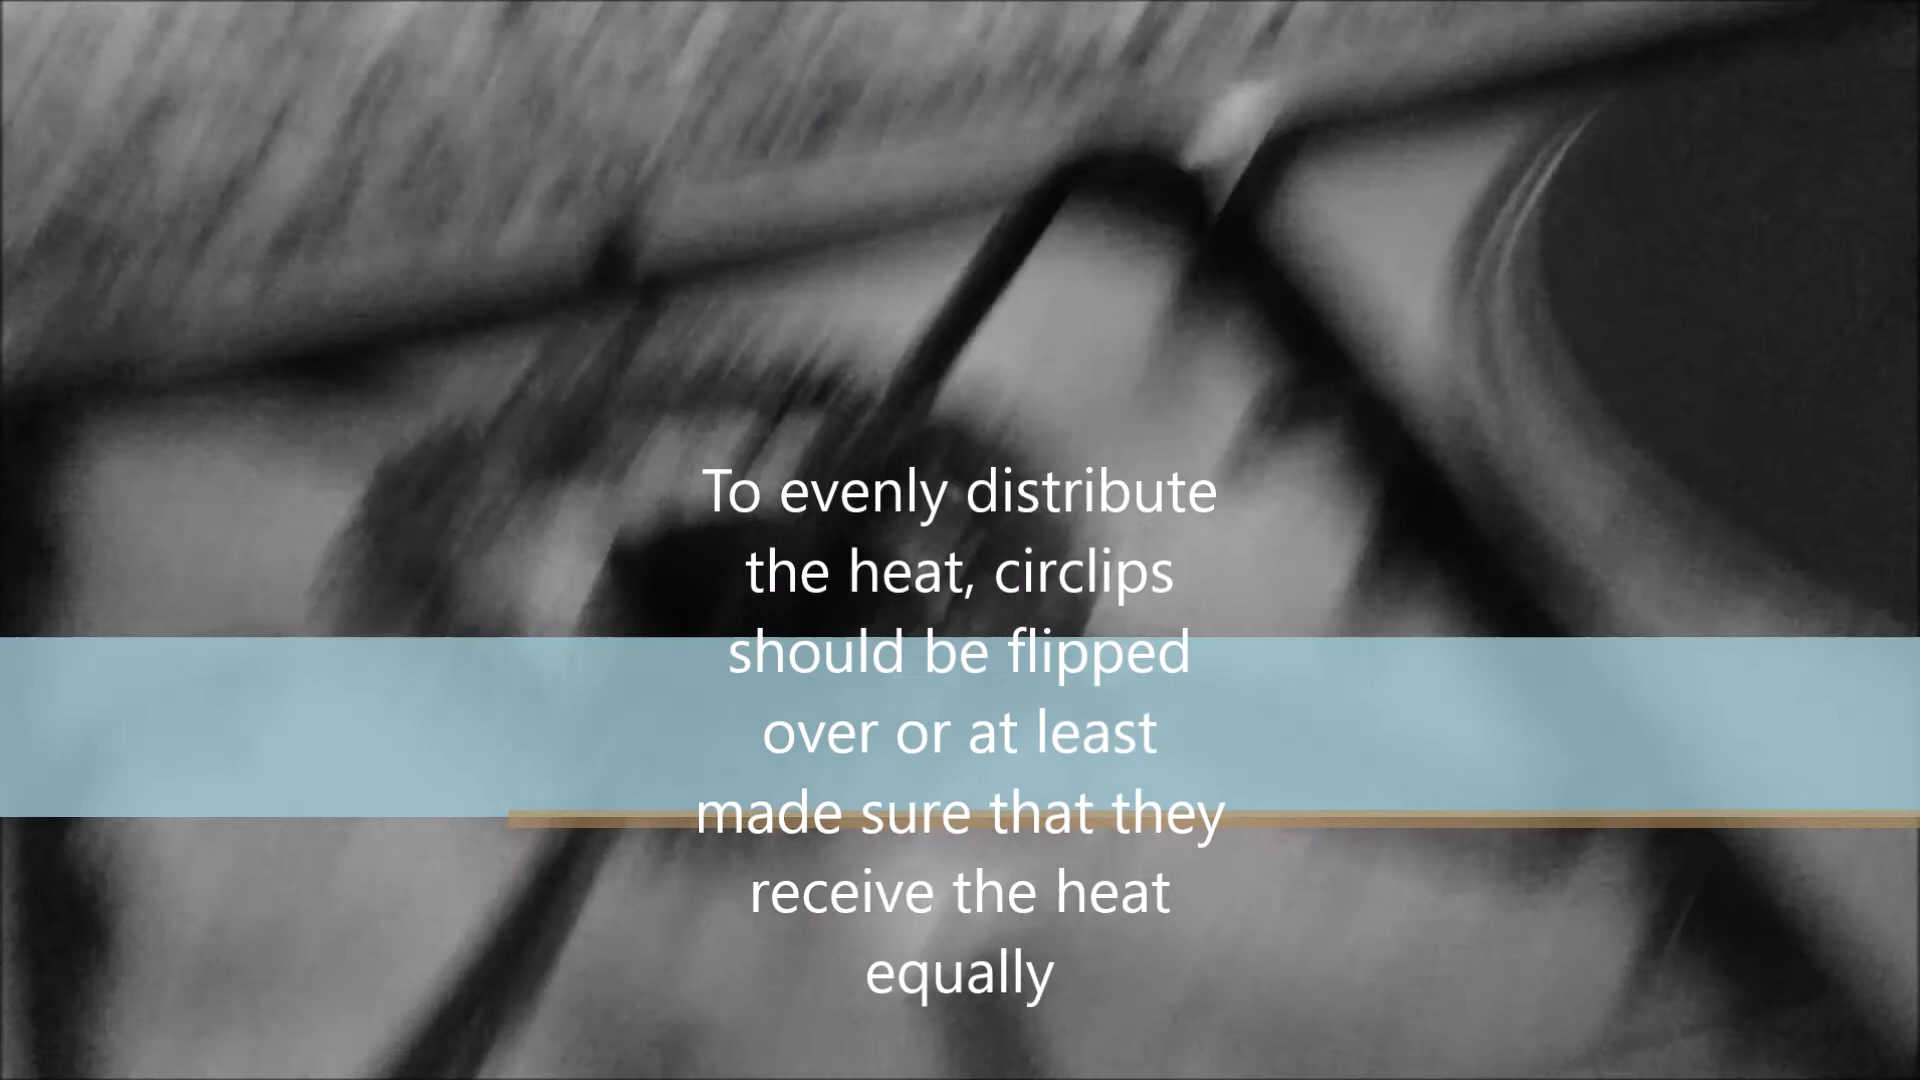 To evenly distribute
the heat, circlips
should be flipped
over or at least
made sure that they
receive the heat
equally